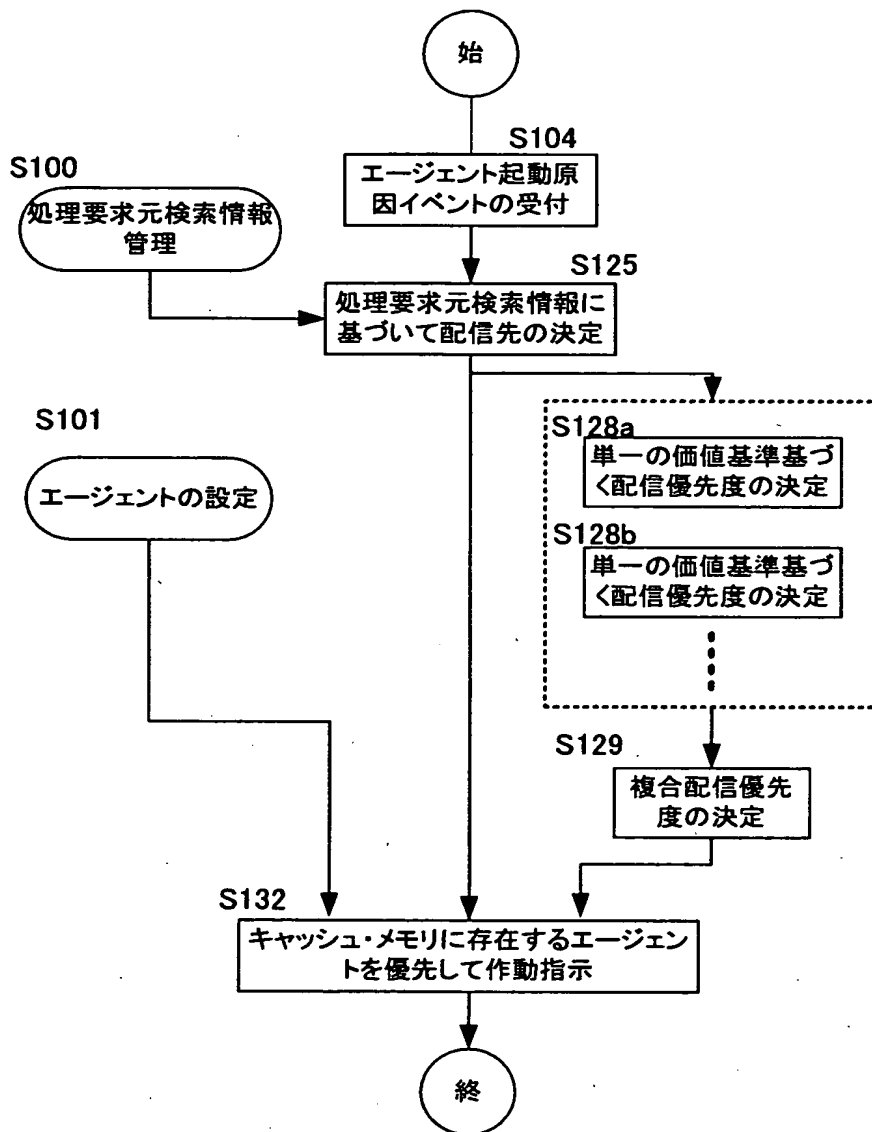 始
S104
エージェント起動原
因イベントの受付
S100
処理要求元検索情報
管理
S125
処理要求元検索情報に
基づいて配信先の決定
S101
エージェントの設定
S128a
単一の価値基準基づ
く配信優先度の決定
S128b
単一の価値基準基づ
く配信優先度の決定
S129
複合配信優先
度の決定
S132
キャッシュ・メモリに存在するエージェン
トを優先して作動指示
終